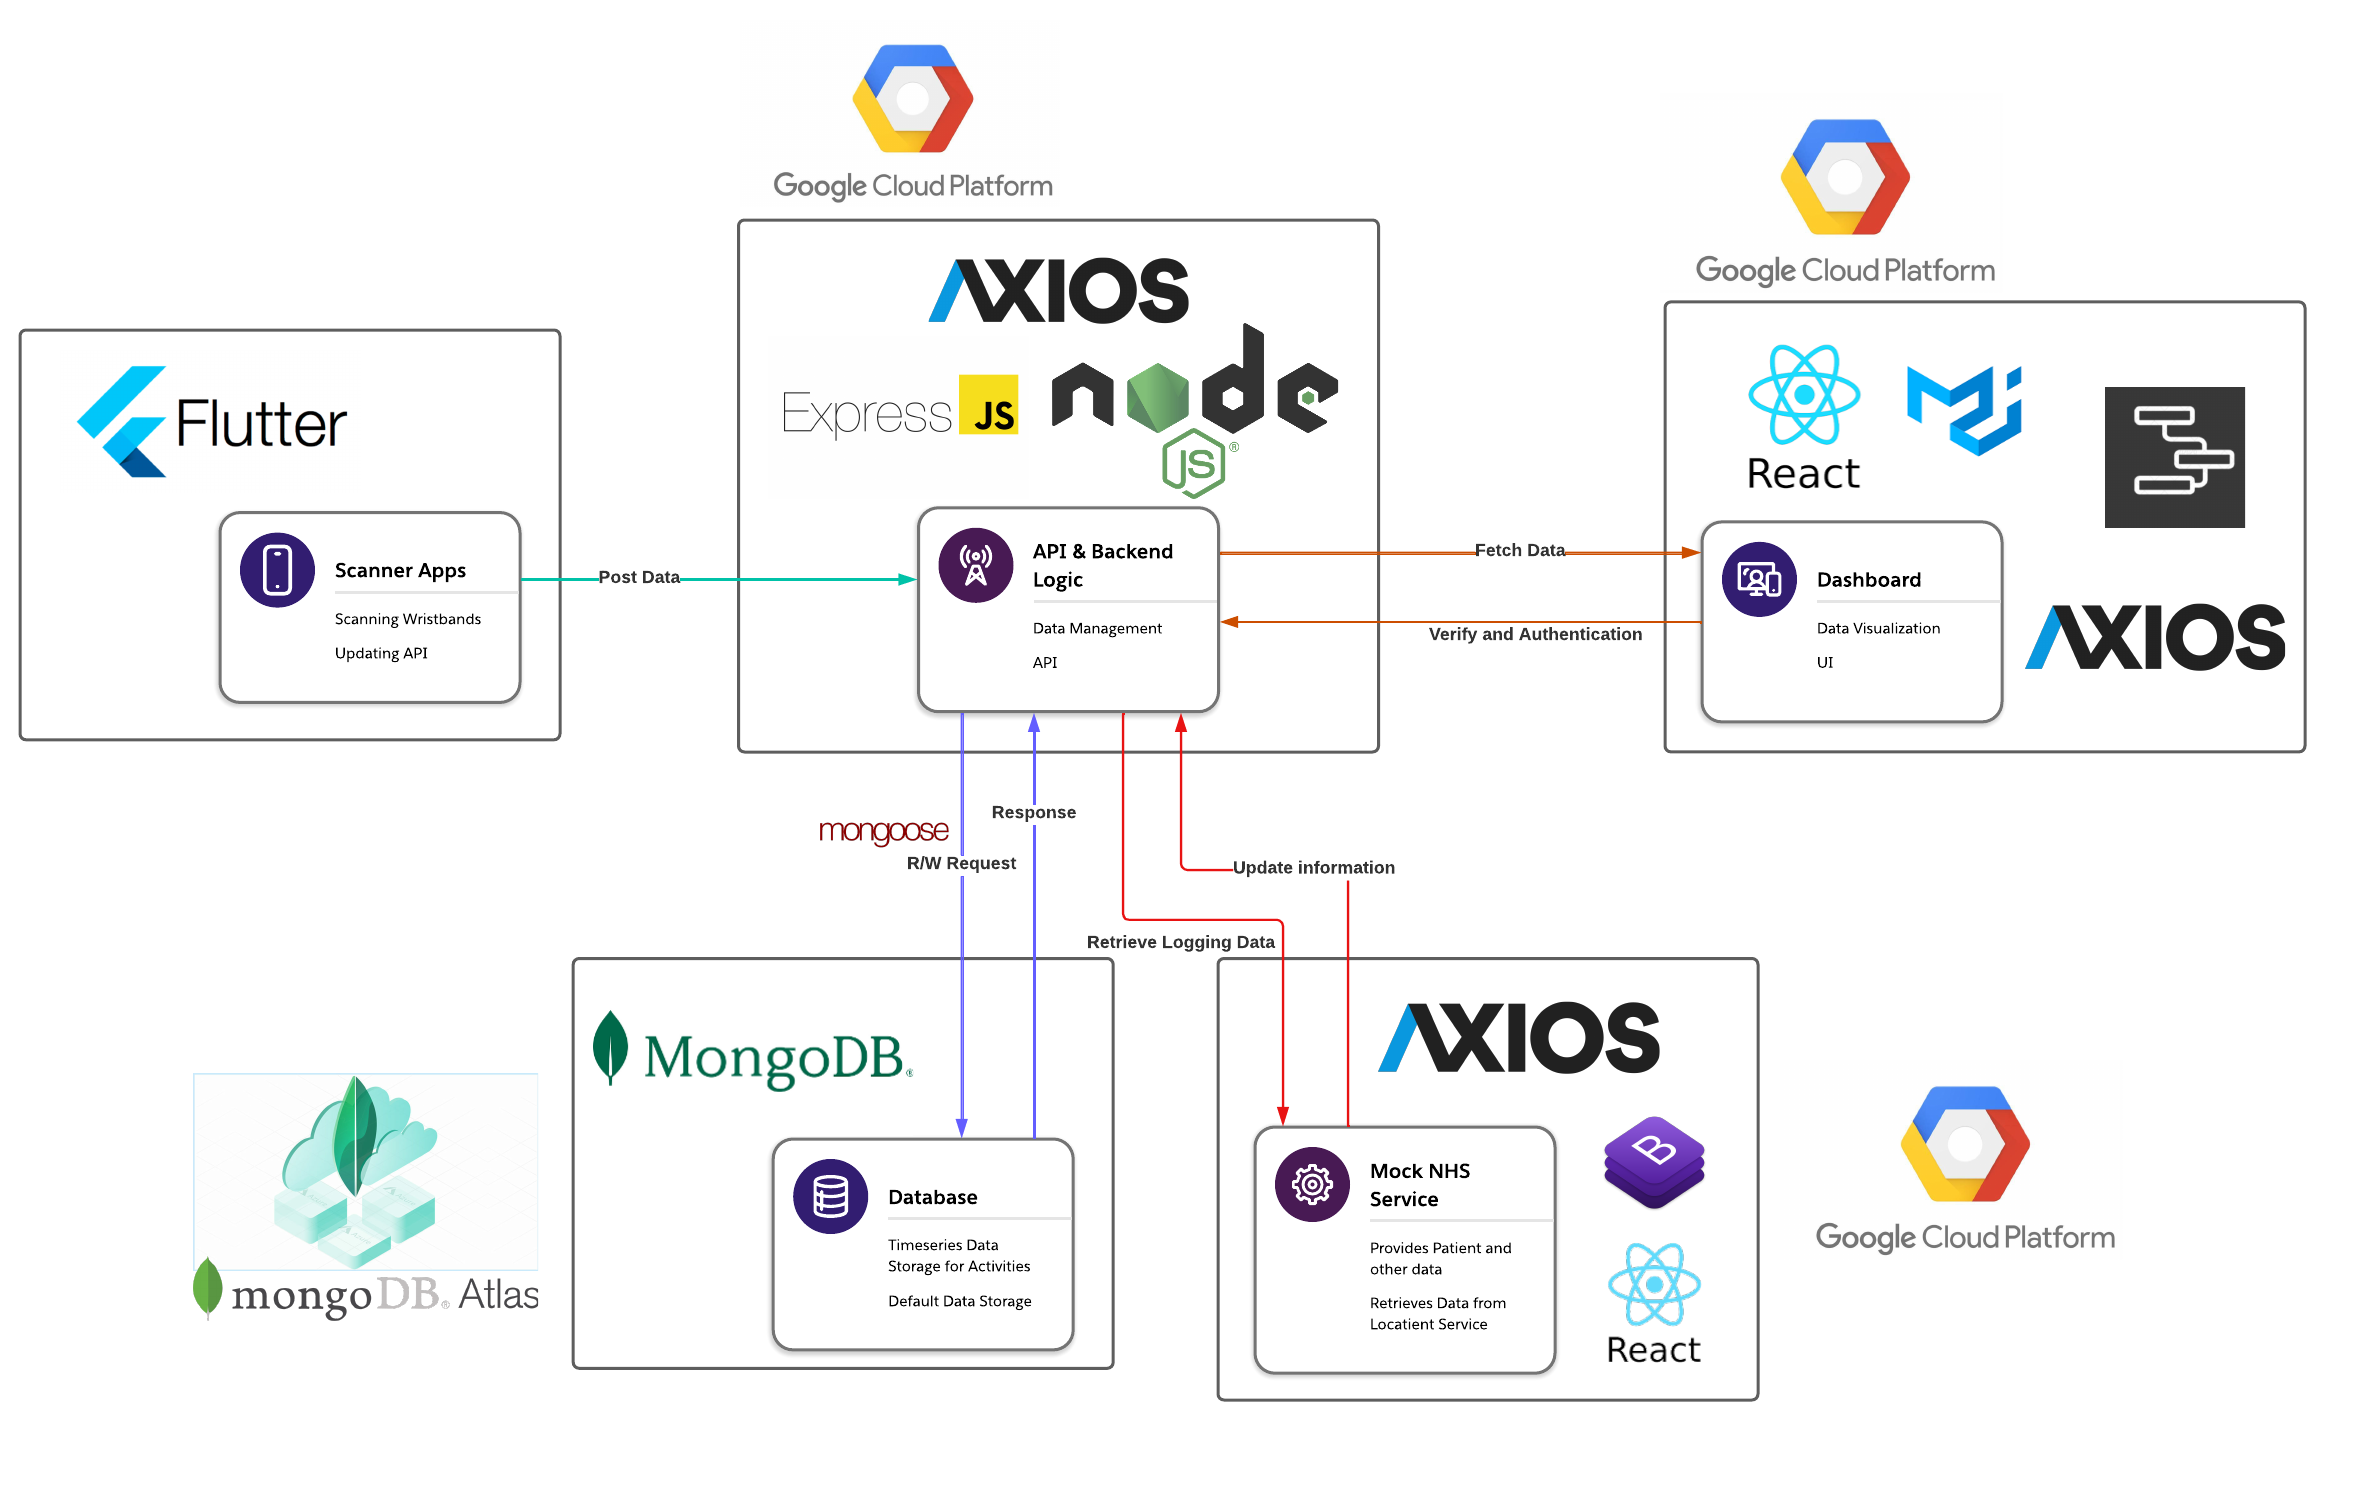 Google Cloud Platform
Google Cloud Platform
AXIOS
Express JS
node
JS ®
Flutter
React
Scanner Apps
Scanning Wristbands
Updating API
Post Data
API & Backend
Logic
Data Management
API
Fetch Data
Verify and Authentication
Dashboard
Data Visualization
UI
AXIOS
mongoose
R/W Request
Response
Update information
Retrieve Logging Data
MongoDB®
Database
Timeseries Data
Storage for Activities
Default Data Storage
mongoDB® Atlas
AXIOS
Mock NHS
Service
Provides Patient and
other data
Retrieves Data from
Locatient Service
B
React
Google Cloud Platform